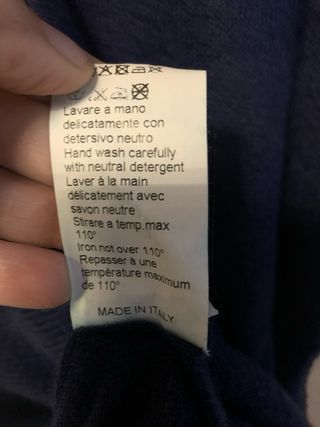 Lavare a mano
delicatamente con
detersivo neutro
Hand wash carefully
with neutral detergent
Laver à la main
délicatement avec
savon neutre
Stirare a temp.max
110°
Iron not over 110°
Repasser à une
tempèrature maximum
de 110°
MADE IN ITALY